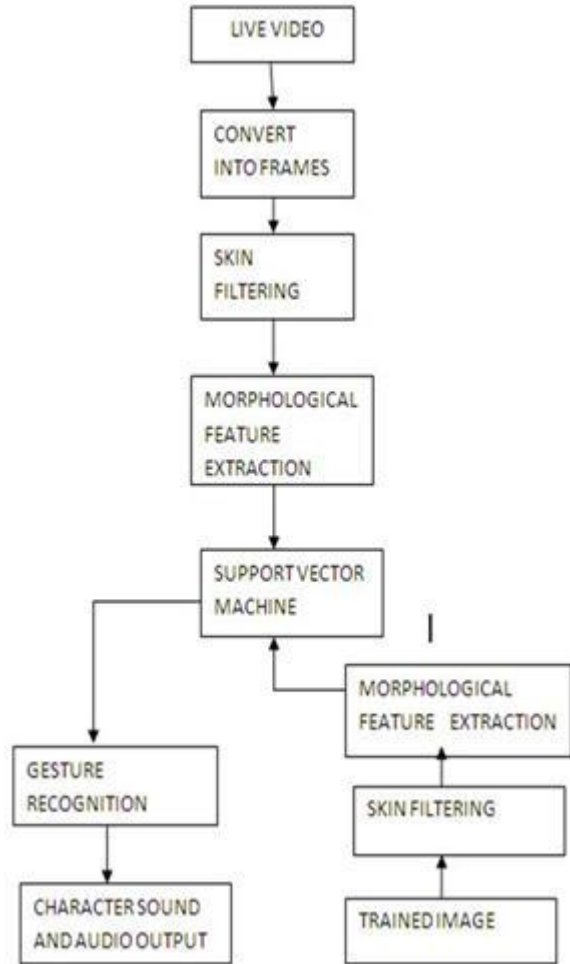 LIVE VIDEO
CONVERT
INTO FRAMES
SKIN
FILTERING
MORPHOLOGICAL
FEATURE
EXTRACTION
SUPPORT VECTOR
MACHINE
MORPHOLOGICAL
FEATURE EXTRACTION
GESTURE
RECOGNITION
SKIN FILTERING
CHARACTER SOUND
AND AUDIO OUTPUT
TRAINED IMAGE